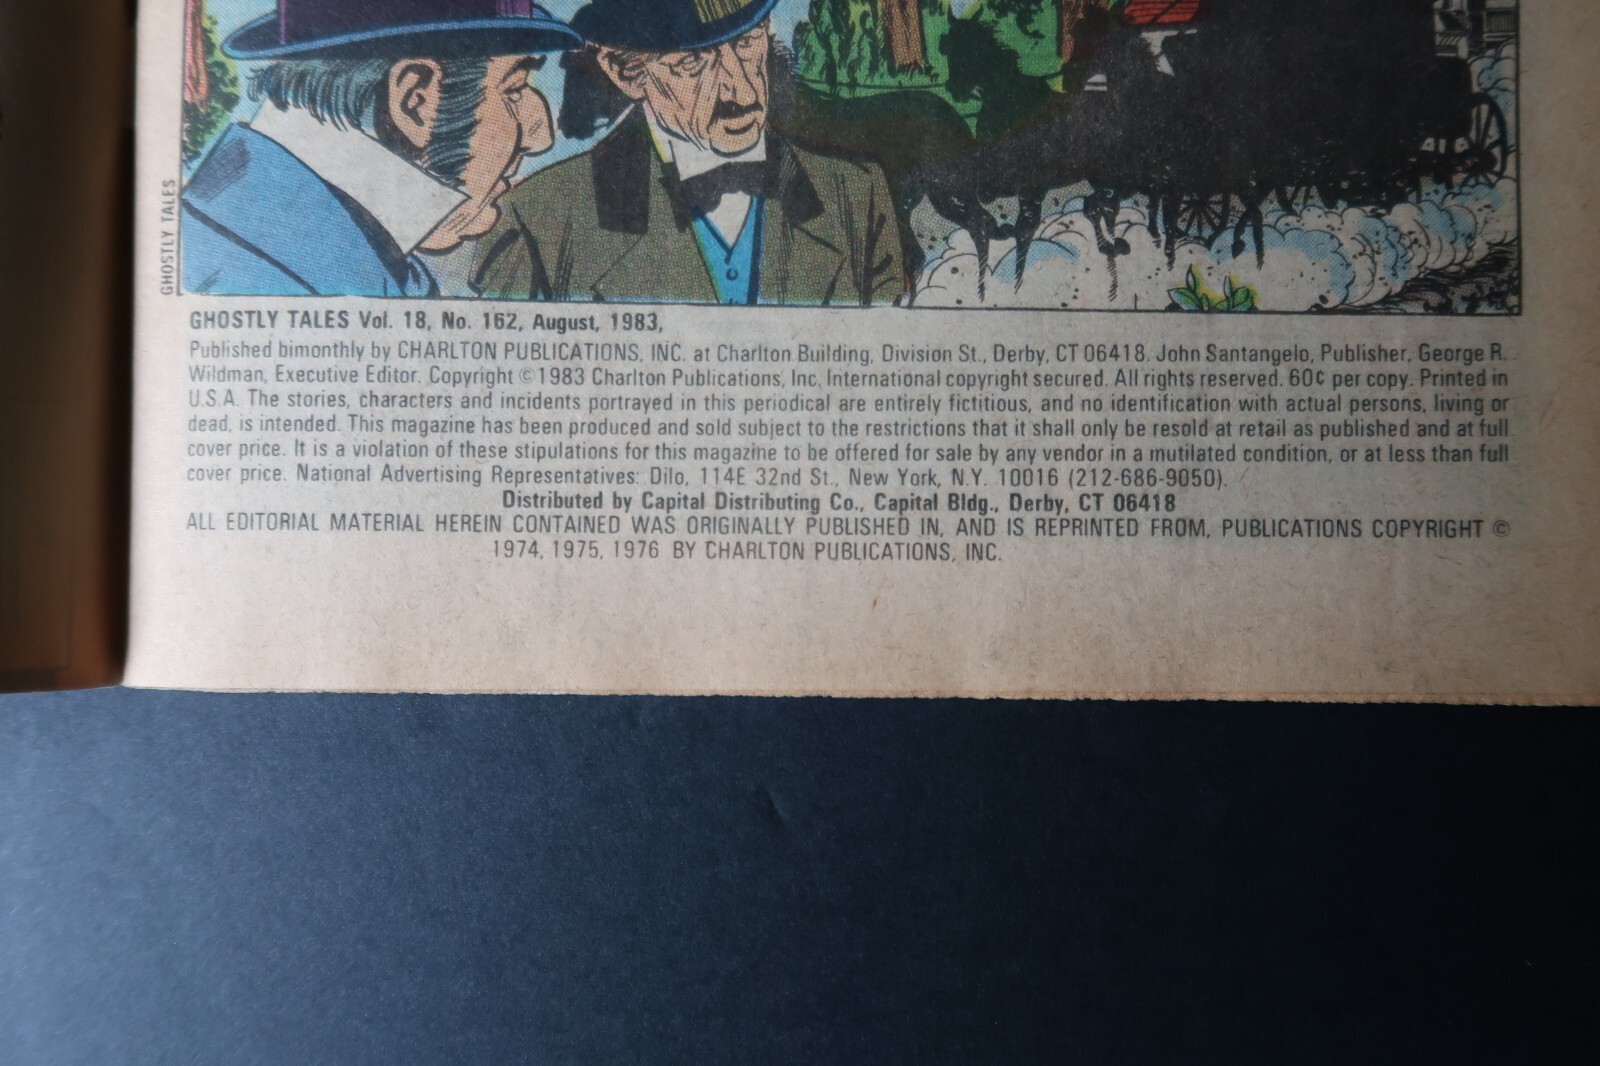 GHOSTLY TALES
GHOSTLY TALES Vol. 18, No. 162, August, 1983,
Published bimonthly by CHARLTON PUBLICATIONS, INC. at Charlton Building, Division St., Derby, CT 06418. John Santangelo, Publisher, George R.
Wildman, Executive Editor. Copyright ©1983 Charlton Publications, Inc. International copyright secured. All rights reserved. 60¢ per copy. Printed in
U.S.A. The stories, characters and incidents portrayed in this periodical are entirely fictitious, and no identification with actual persons, living or
dead, is intended. This magazine has been produced and sold subject to the restrictions that it shall only be resold at retail as published and at full
cover price. It is a violation of these stipulations for this magazine to be offered for sale by any vendor in a mutilated condition, or at less than full
cover price. National Advertising Representatives: Dilo, 114E 32nd St., New York, N.Y. 10016 (212-686-9050).
Distributed by Capital Distributing Co., Capital Bldg., Derby, CT 06418
ALL EDITORIAL MATERIAL HEREIN CONTAINED WAS ORIGINALLY PUBLISHED IN, AND IS REPRINTED FROM, PUBLICATIONS COPYRIGHT ©
1974, 1975, 1976 BY CHARLTON PUBLICATIONS, INC.